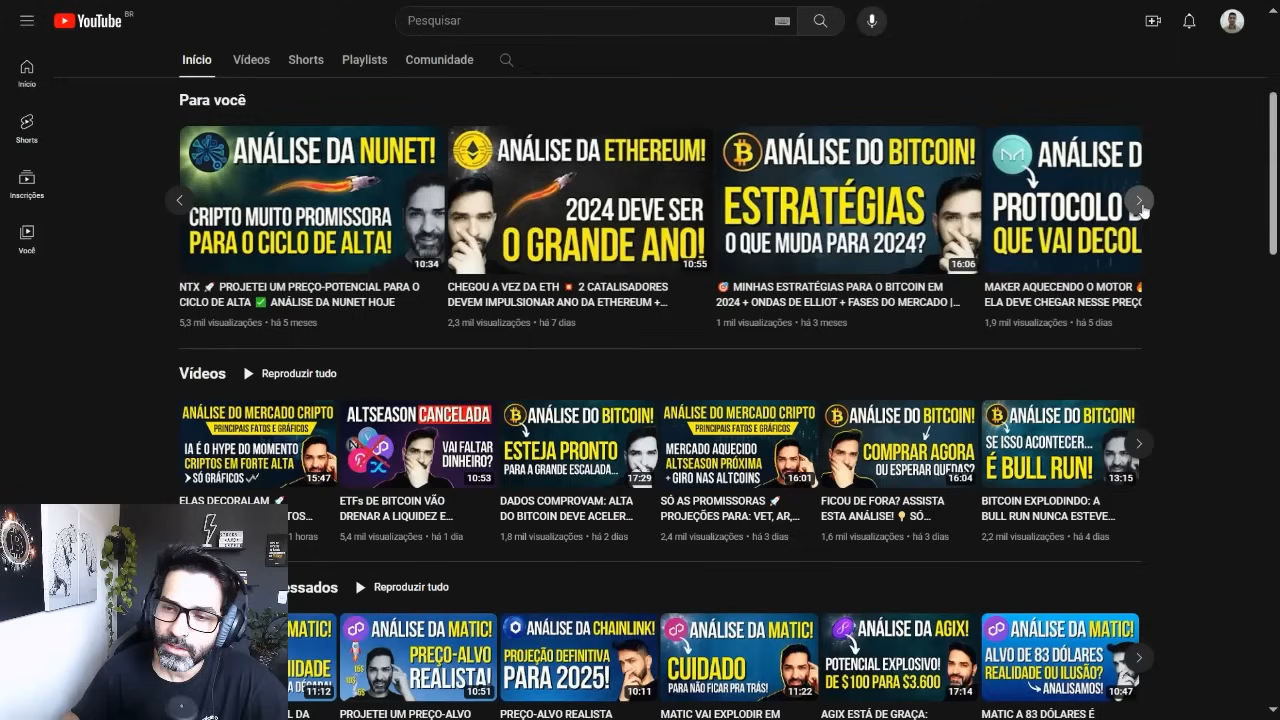 YouTube BR
Pesquisar
Início
Vídeos
Shorts
Playlists
Comunidade
Início
Shorts
Inscrições
Você
Para você
ANÁLISE DA NUNET!
CRIPTO MUITO PROMISSORA
PARA O CICLO DE ALTA!
10:34
NTX 🚀 PROJETEI UM PREÇO-POTENCIAL PARA O
CICLO DE ALTA ✅ ANÁLISE DA NUNET HOJE
5,3 mil visualizações • há 5 meses
ANÁLISE DA ETHEREUM!
2024 DEVE SER
O GRANDE ANO!
10:55
CHEGOU A VEZ DA ETH 💥 2 CATALISADORES
DEVEM IMPULSIONAR ANO DA ETHEREUM +...
2,3 mil visualizações • há 7 dias
ANÁLISE DO BITCOIN!
ESTRATÉGIAS
O QUE MUDA PARA 2024?
16:06
🎯 MINHAS ESTRATÉGIAS PARA O BITCOIN EM
2024 + ONDAS DE ELLIOT + FASES DO MERCADO |...
1 mil visualizações • há 3 meses
ANÁLISE D
PROTOCOLO
QUE VAI DECOL
MAKER AQUECENDO O MOTOR 🔥
ELA DEVE CHEGAR NESSE PREÇO
1,9 mil visualizações • há 5 dias
Vídeos
Reproduzir tudo
ANÁLISE DO MERCADO CRIPTO
PRINCIPAIS FATOS E GRÁFICOS
IA É O HYPE DO MOMENTO
CRIPTOS EM FORTE ALTA
SÓ GRÁFICOS
15:47
ELAS DECORALAM 🚀
TOS...
1 horas
ALTSEASON CANCELADA
VAI FALTAR
DINHEIRO?
10:53
ETFs DE BITCOIN VÃO
DRENAR A LIQUIDEZ E...
5,4 mil visualizações • há 1 dia
ANÁLISE DO BITCOIN!
ESTEJA PRONTO
PARA A GRANDE ESCALADA...
17:29
DADOS COMPROVAM: ALTA
DO BITCOIN DEVE ACELER...
1,8 mil visualizações • há 2 dias
ANÁLISE DO MERCADO CRIPTO
PRINCIPAIS FATOS E GRÁFICOS
MERCADO AQUECIDO
ALTSEASON PRÓXIMA
+ GIRO NAS ALTCOINS
16:01
SÓ AS PROMISSORAS 🚀
PROJEÇÕES PARA: VET, AR,...
2,4 mil visualizações • há 3 dias
ANÁLISE DO BITCOIN!
COMPRAR AGORA
OU ESPERAR QUEDAS?
16:04
FICOU DE FORA? ASSISTA
ESTA ANÁLISE! 💡 SÓ...
1,6 mil visualizações • há 3 dias
ANÁLISE DO BITCOIN!
SE ISSO ACONTECER...
É BULL RUN!
13:15
BITCOIN EXPLODINDO: A
BULL RUN NUNCA ESTEVE...
2,2 mil visualizações • há 4 dias
essados
Reproduzir tudo
MATIC!
IDADE
11:12
L DA
ANÁLISE DA MATIC!
PREÇO-ALVO
REALISTA!
10:51
PROJETEI UM PREÇO-ALVO
ANÁLISE DA CHAINLINK!
PROJEÇÃO DEFINITIVA
PARA 2025!
10:11
PREÇO-ALVO REALISTA
ANÁLISE DA MATIC!
CUIDADO
PARA NÃO FICAR PRA TRÁS!
11:22
MATIC VAI EXPLODIR EM
ANÁLISE DA AGIX!
POTENCIAL EXPLOSIVO!
DE $100 PARA $3.600
17:14
AGIX ESTÁ DE GRAÇA:
ANÁLISE DA MATIC!
ALVO DE 83 DÓLARES
REALIDADE OU ILUSÃO?
ANALISAMOS!
10:47
MATIC A 83 DÓLARES É